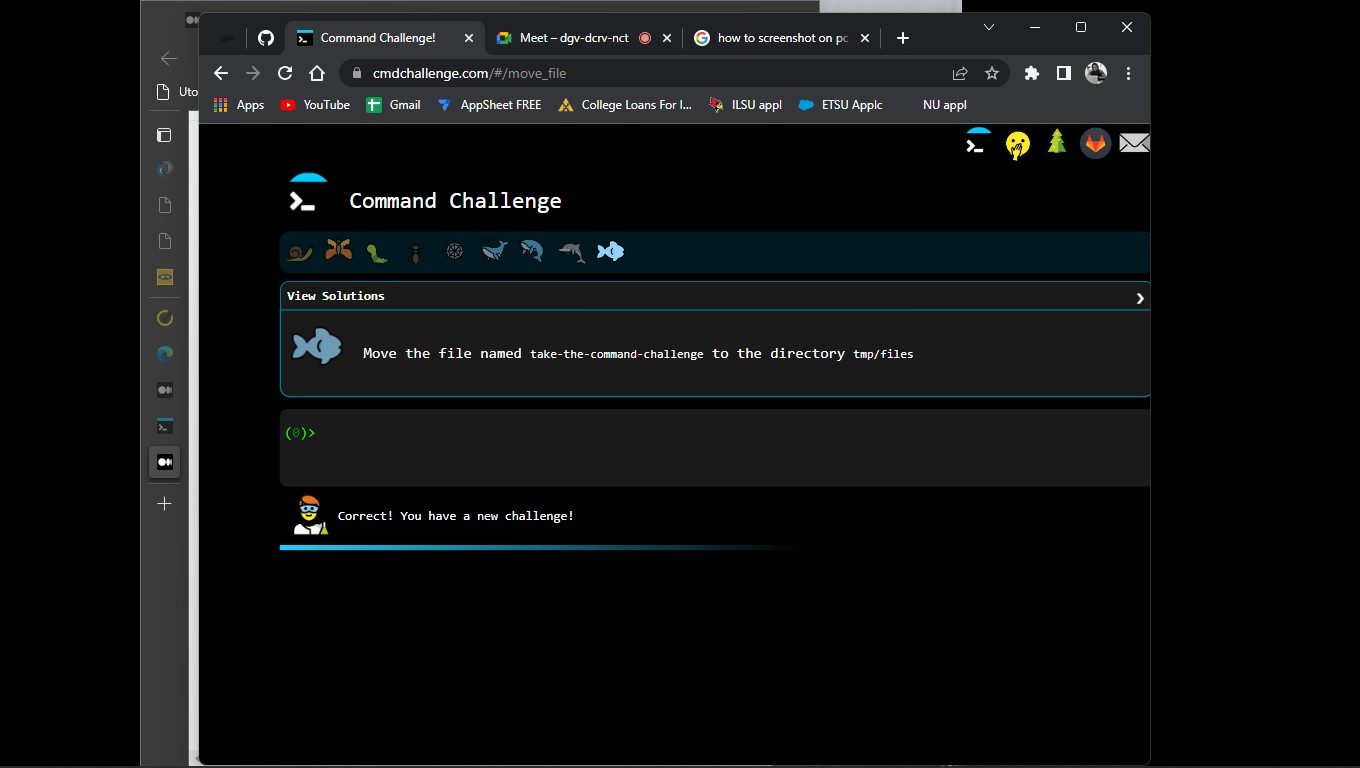 Command Challenge!
Meet – dgv-dcrv-nct
how to screenshot on pc
cmdchallenge.com/#/move_file
Uto
Apps
YouTube
Gmail
AppSheet FREE
College Loans For I...
ILSU appl
ETSU Applc
NU appl
Command Challenge
View Solutions
Move the file named take-the-command-challenge to the directory tmp/files
(0)>
Correct! You have a new challenge!